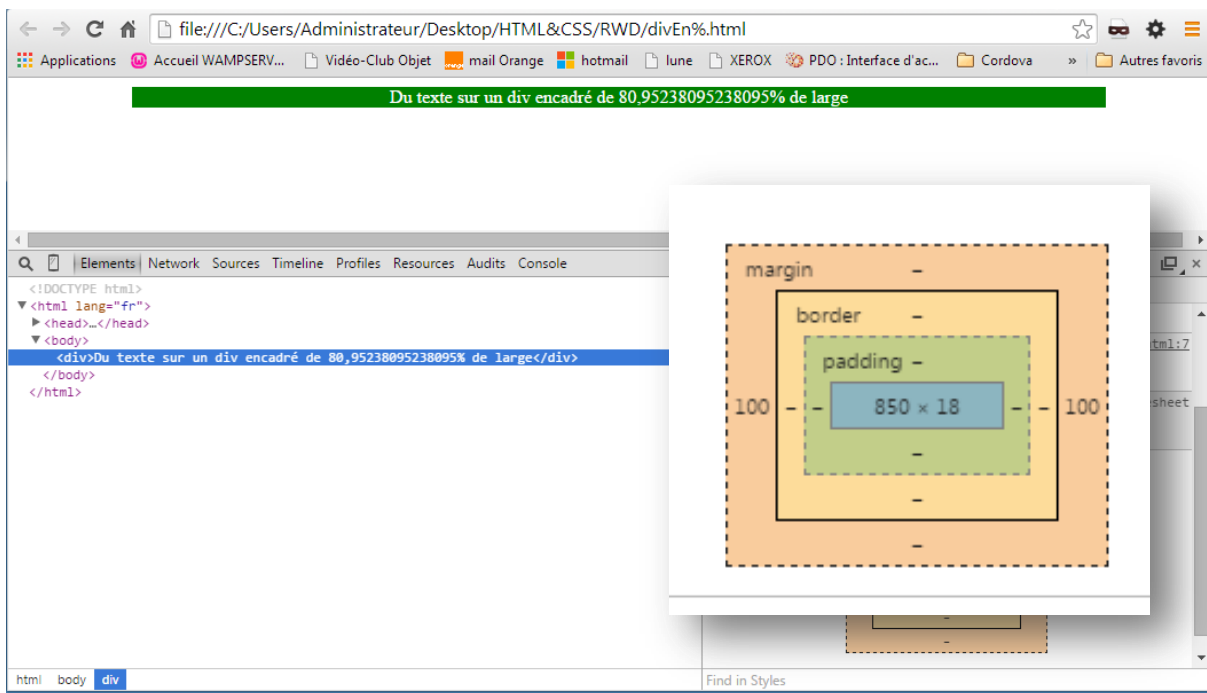 file:///C:/Users/Administrateur/Desktop/HTML&CSS/RWD/divEn%.html
Applications Accueil WAMPSERV... Vidéo-Club Objet mail Orange hotmail lune XEROX PDO : Interface d'ac... Cordova » Autres favoris
Du texte sur un div encadré de 80,95238095238095% de large
Elements Network Sources Timeline Profiles Resources Audits Console
<!DOCTYPE html>
▼<html lang="fr">
▶<head>…</head>
▼<body>
<div>Du texte sur un div encadré de 80,95238095238095% de large</div>
</body>
</html>
margin –
border –
padding –
100 – – 850 × 18 – – 100
–
–
–
tml:7
esheet
-
-
html body div
Find in Styles